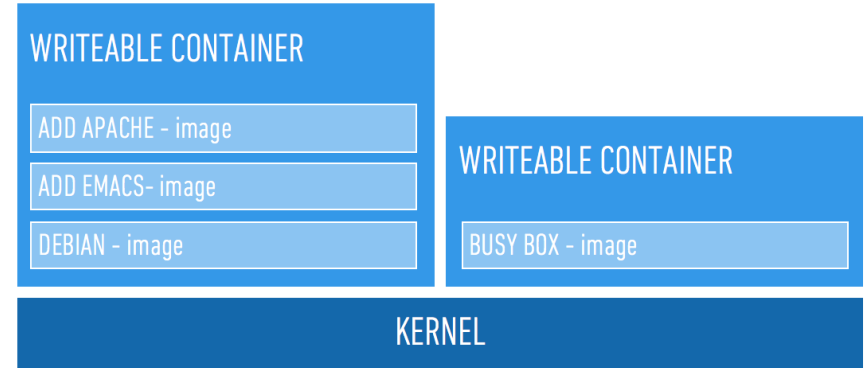 WRITEABLE CONTAINER
ADD APACHE - image
ADD EMACS- image
DEBIAN - image
WRITEABLE CONTAINER
BUSY BOX - image
KERNEL